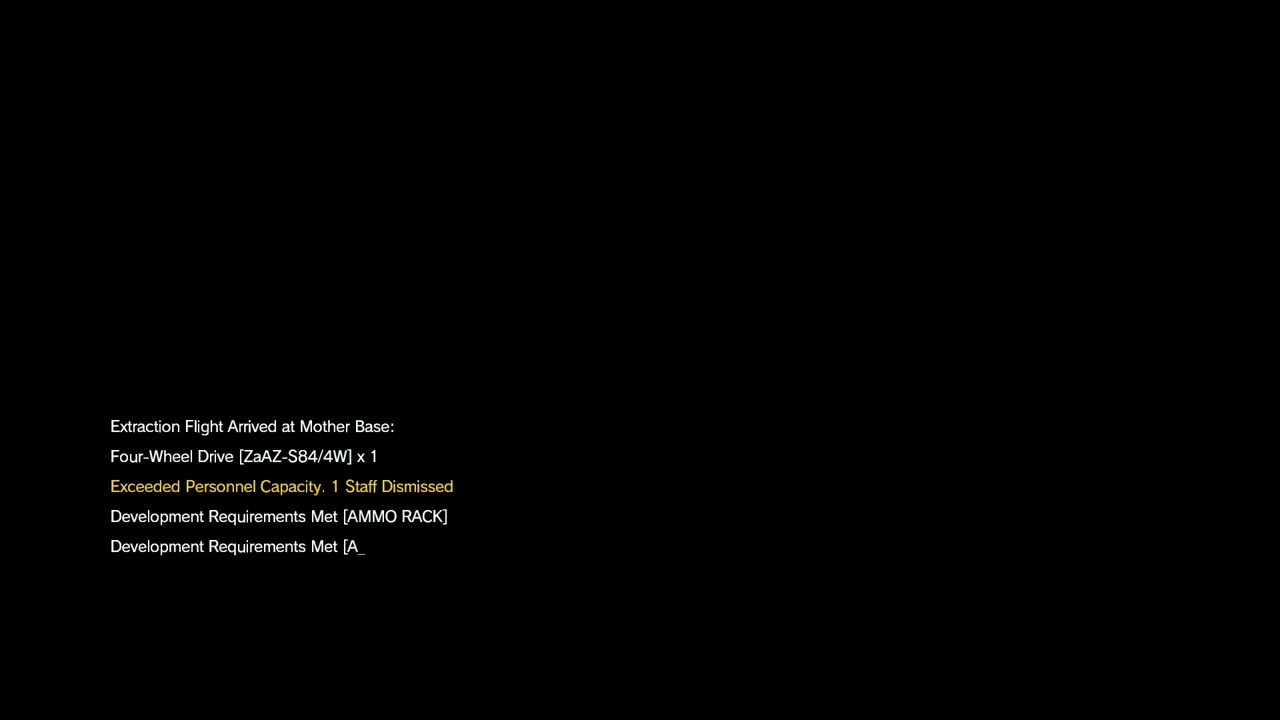 Extraction Flight Arrived at Mother Base:
Four-Wheel Drive [ZaAZ-S84/4W] x 1
Exceeded Personnel Capacity. 1 Staff Dismissed
Development Requirements Met [AMMO RACK]
Development Requirements Met [A_